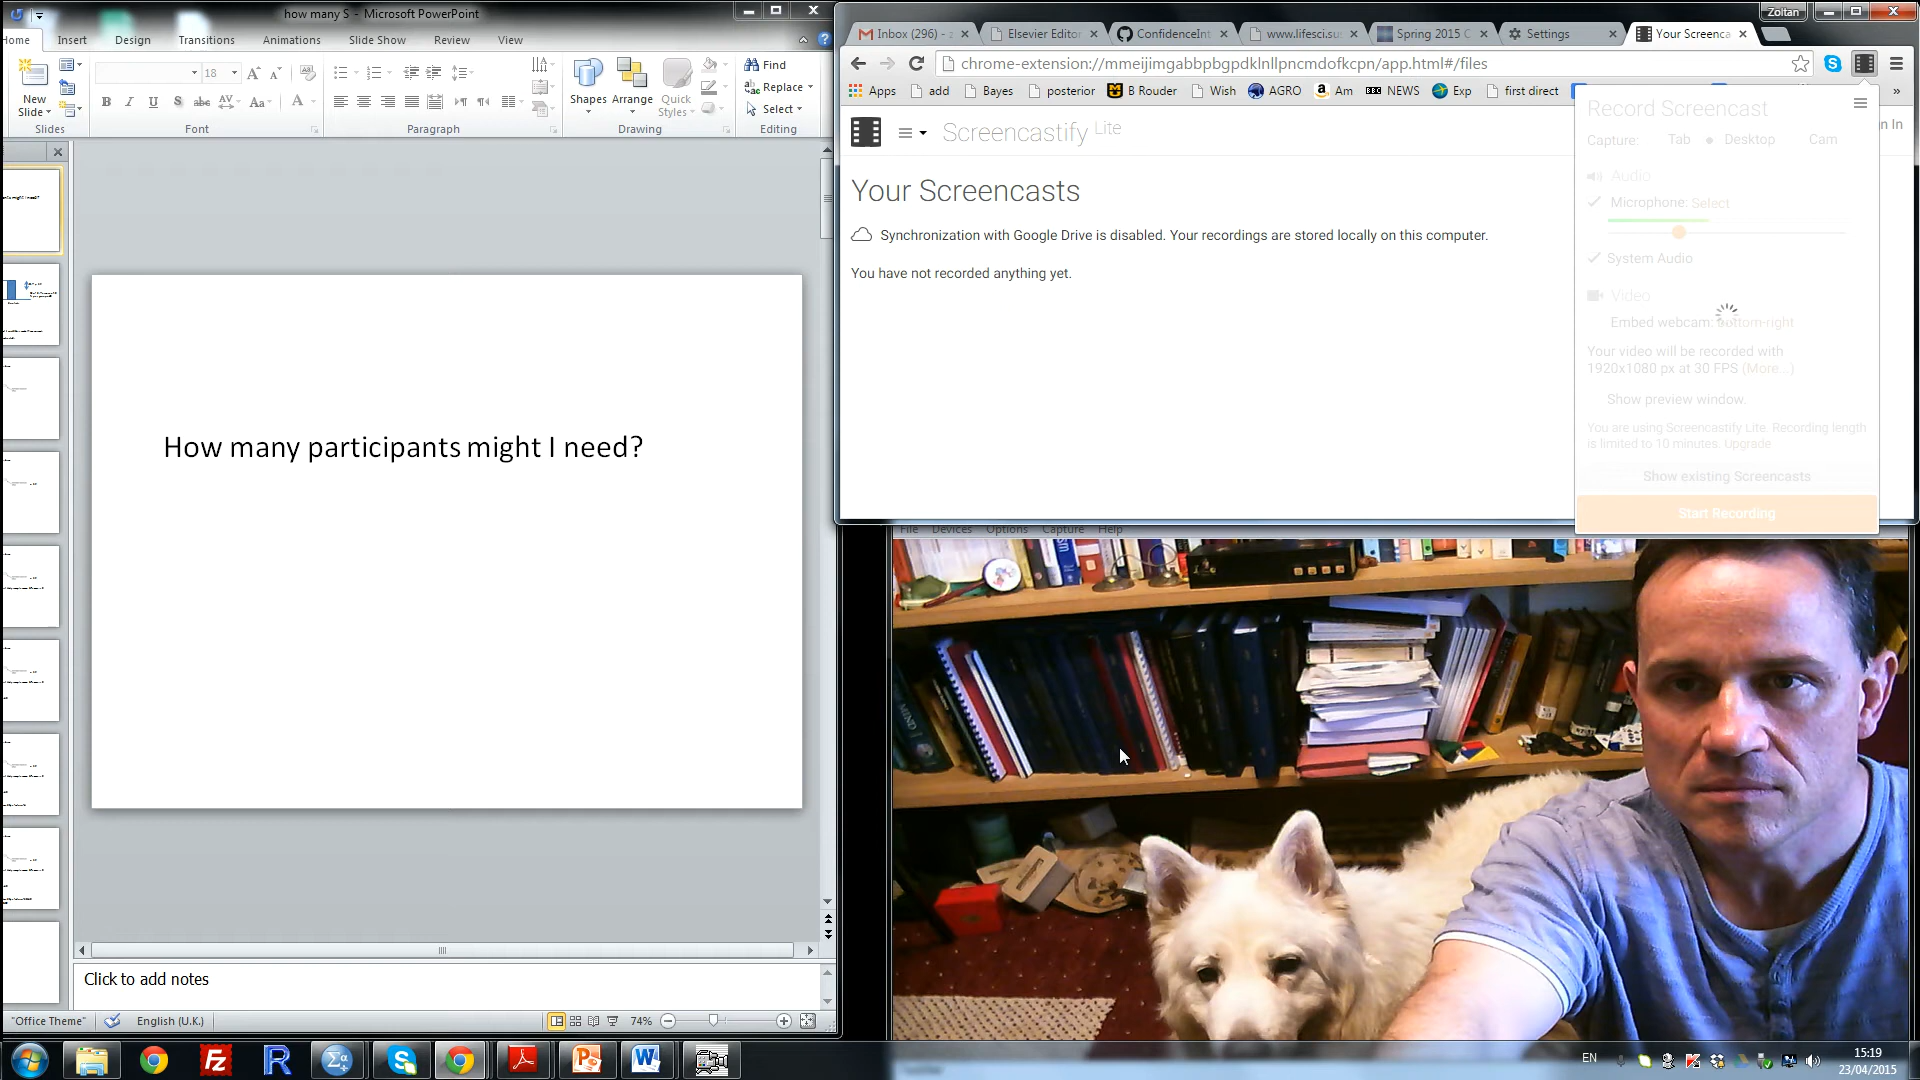 how many S - Microsoft PowerPoint
Home Insert Design Transitions Animations Slide Show Review View
New
Slide
Slides
18
Font
Paragraph
Shapes Arrange Quick
Styles
Drawing
Find
Replace
Select
Editing
How many participants might I need?
Click to add notes
"Office Theme" English (U.K.) 74%
Zoltan
Inbox (296) - Elsevier Editor ConfidenceInt www.lifesci.su Spring 2015 C Settings Your Screenca
chrome-extension://mmeijimgabbpbgpdklnllpncmdofkcpn/app.html#/files
Apps add Bayes posterior B Rouder Wish AGRO Am NEWS Exp first direct »
Screencastify Lite
n In
Your Screencasts
Synchronization with Google Drive is disabled. Your recordings are stored locally on this computer.
You have not recorded anything yet.
Record Screencast
Capture: Tab Desktop Cam
Audio
Microphone: Select
System Audio
Video
Embed webcam: bottom-right
Your video will be recorded with
1920x1080 px at 30 FPS (More...)
Show preview window.
You are using Screencastify Lite. Recording length
is limited to 10 minutes. Upgrade
Show existing Screencasts
Start Recording
File Devices Options Capture Help
MIND
EN
15:19
23/04/2015